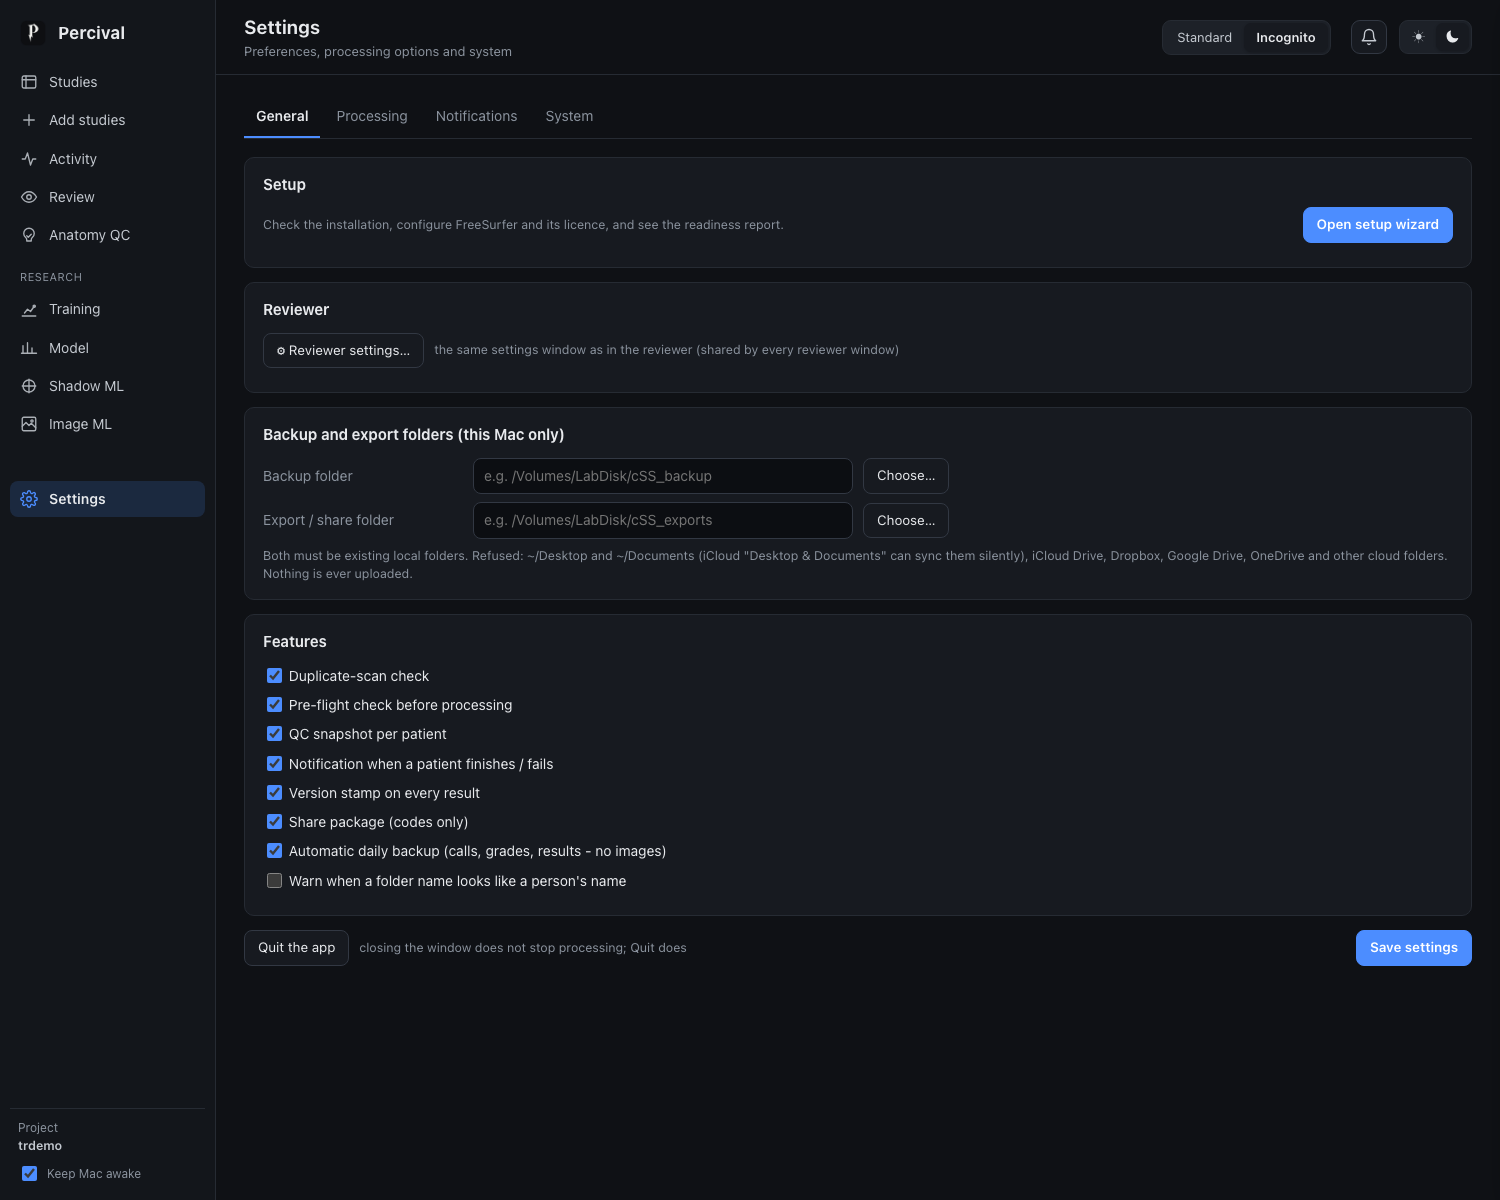 Percival
Studies
Add studies
Activity
Review
Anatomy QC
RESEARCH
Training
Model
Shadow ML
Image ML
Settings
Project
trdemo
Keep Mac awake
Settings
Preferences, processing options and system
Standard
Incognito
General
Processing
Notifications
System
Setup
Check the installation, configure FreeSurfer and its licence, and see the readiness report.
Open setup wizard
Reviewer
Reviewer settings...
the same settings window as in the reviewer (shared by every reviewer window)
Backup and export folders (this Mac only)
Backup folder
e.g. /Volumes/LabDisk/cSS_backup
Choose...
Export / share folder
e.g. /Volumes/LabDisk/cSS_exports
Choose...
Both must be existing local folders. Refused: ~/Desktop and ~/Documents (iCloud "Desktop & Documents" can sync them silently), iCloud Drive, Dropbox, Google Drive, OneDrive and other cloud folders.
Nothing is ever uploaded.
Features
Duplicate-scan check
Pre-flight check before processing
QC snapshot per patient
Notification when a patient finishes / fails
Version stamp on every result
Share package (codes only)
Automatic daily backup (calls, grades, results - no images)
Warn when a folder name looks like a person's name
Quit the app
closing the window does not stop processing; Quit does
Save settings